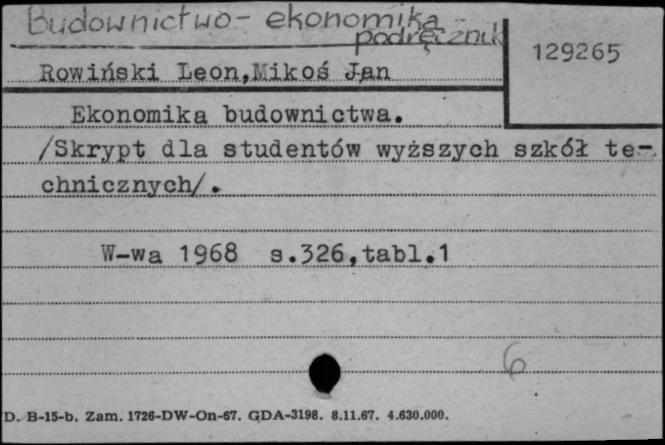 Budownictwo - ekonomika
podręcznik
129265
Rowiński Leon,Mikoś Jan
Ekonomika budownictwa.
/Skrypt dla studentów wyższych szkół te-
chnicznych/.
W-wa 1968 s.326,tabl.1
6
D. B-15-b. Zam. 1726-DW-On-67. GDA-3198. 8.11.67. 4.630.000.